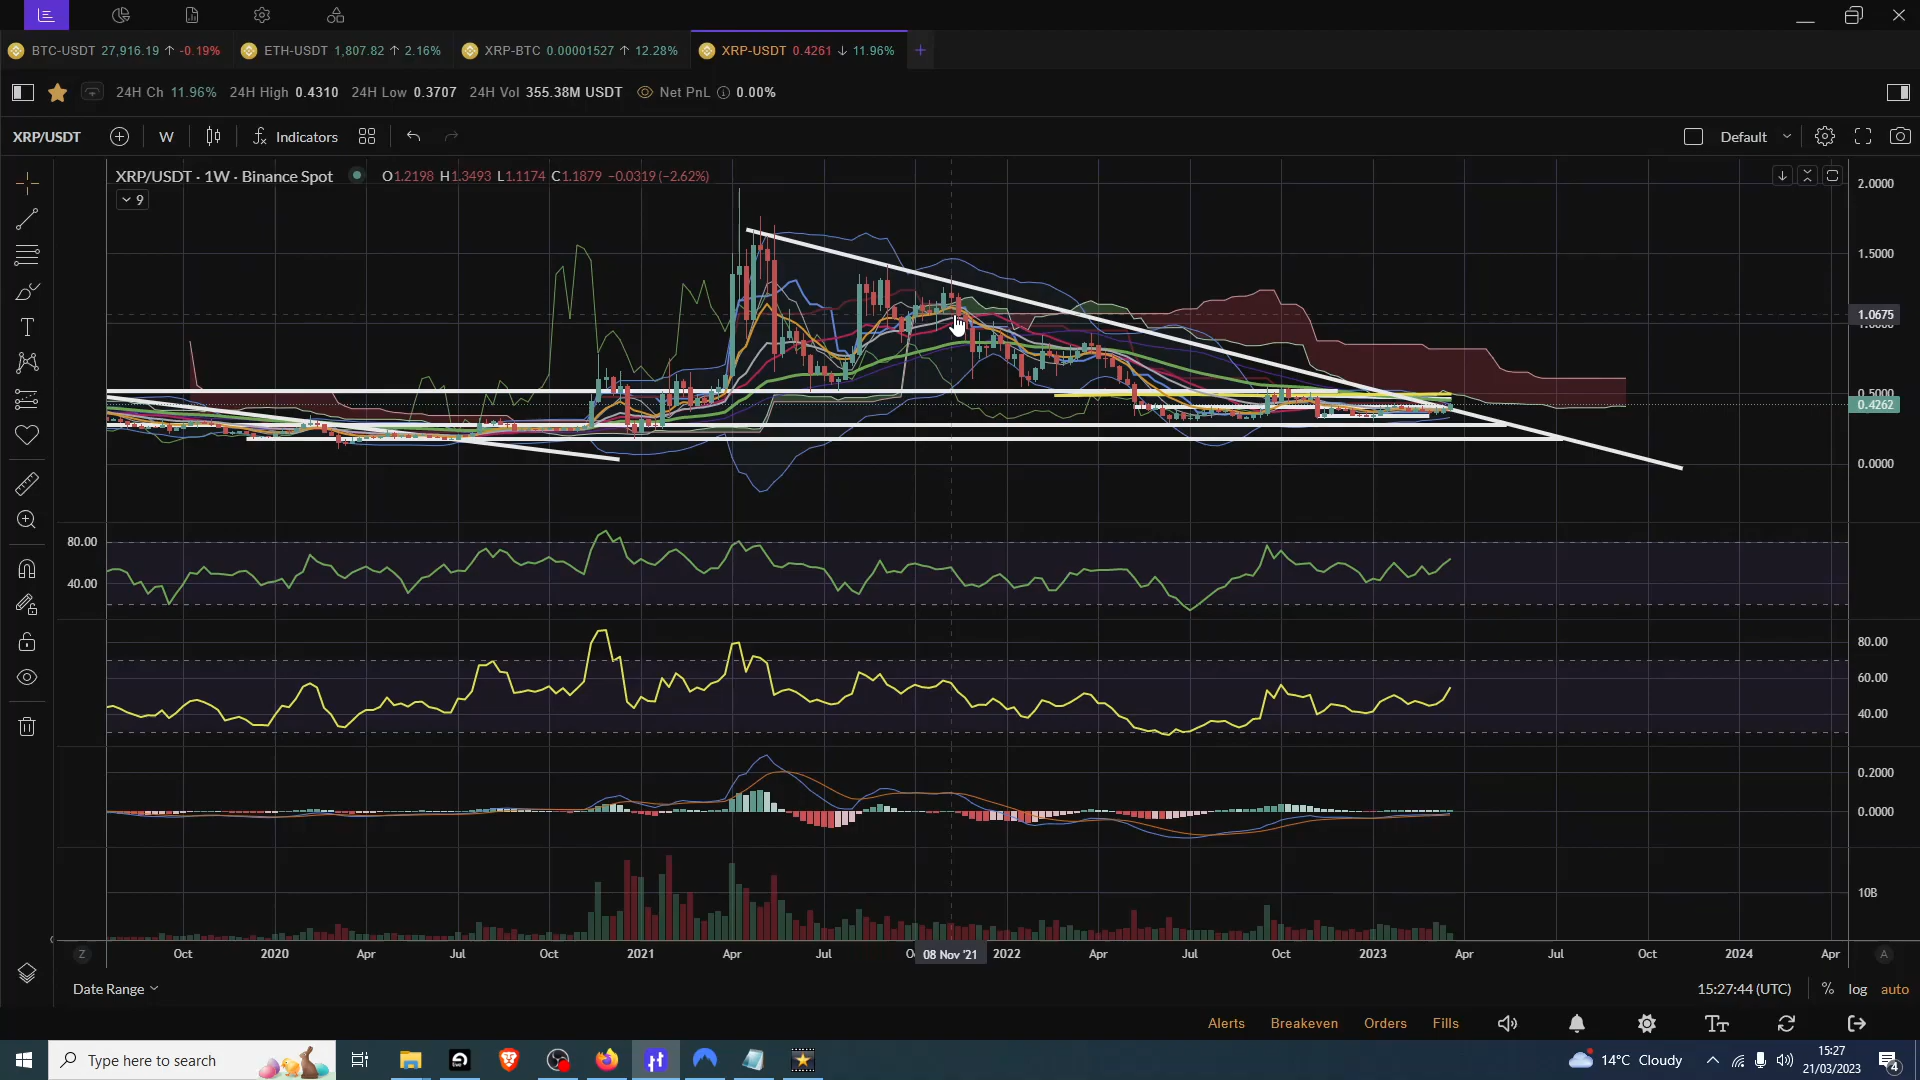 BTC-USDT 27,916.19 ↑ -0.19% ETH-USDT 1,807.82 ↑ 2.16% XRP-BTC 0.00001527 ↑ 12.28% XRP-USDT 0.4261 ↓ 11.96% +
24H Ch 11.96% 24H High 0.4310 24H Low 0.3707 24H Vol 355.38M USDT Net PnL 0.00%
XRP/USDT W Indicators Default
XRP/USDT · 1W · Binance Spot O1.2198 H1.3493 L1.1174 C1.1879 −0.0319 (−2.62%)
9
2.0000
1.5000
1.0675
0.5000
0.4262
0.0000
80.00
40.00
80.00
60.00
40.00
0.2000
0.0000
10B
Z Oct 2020 Apr Jul Oct 2021 Apr Jul 08 Nov '21 2022 Apr Jul Oct 2023 Apr Jul Oct 2024 Apr A
Date Range 15:27:44 (UTC) % log auto
Alerts Breakeven Orders Fills
Type here to search 14°C Cloudy 15:27
21/03/2023 4